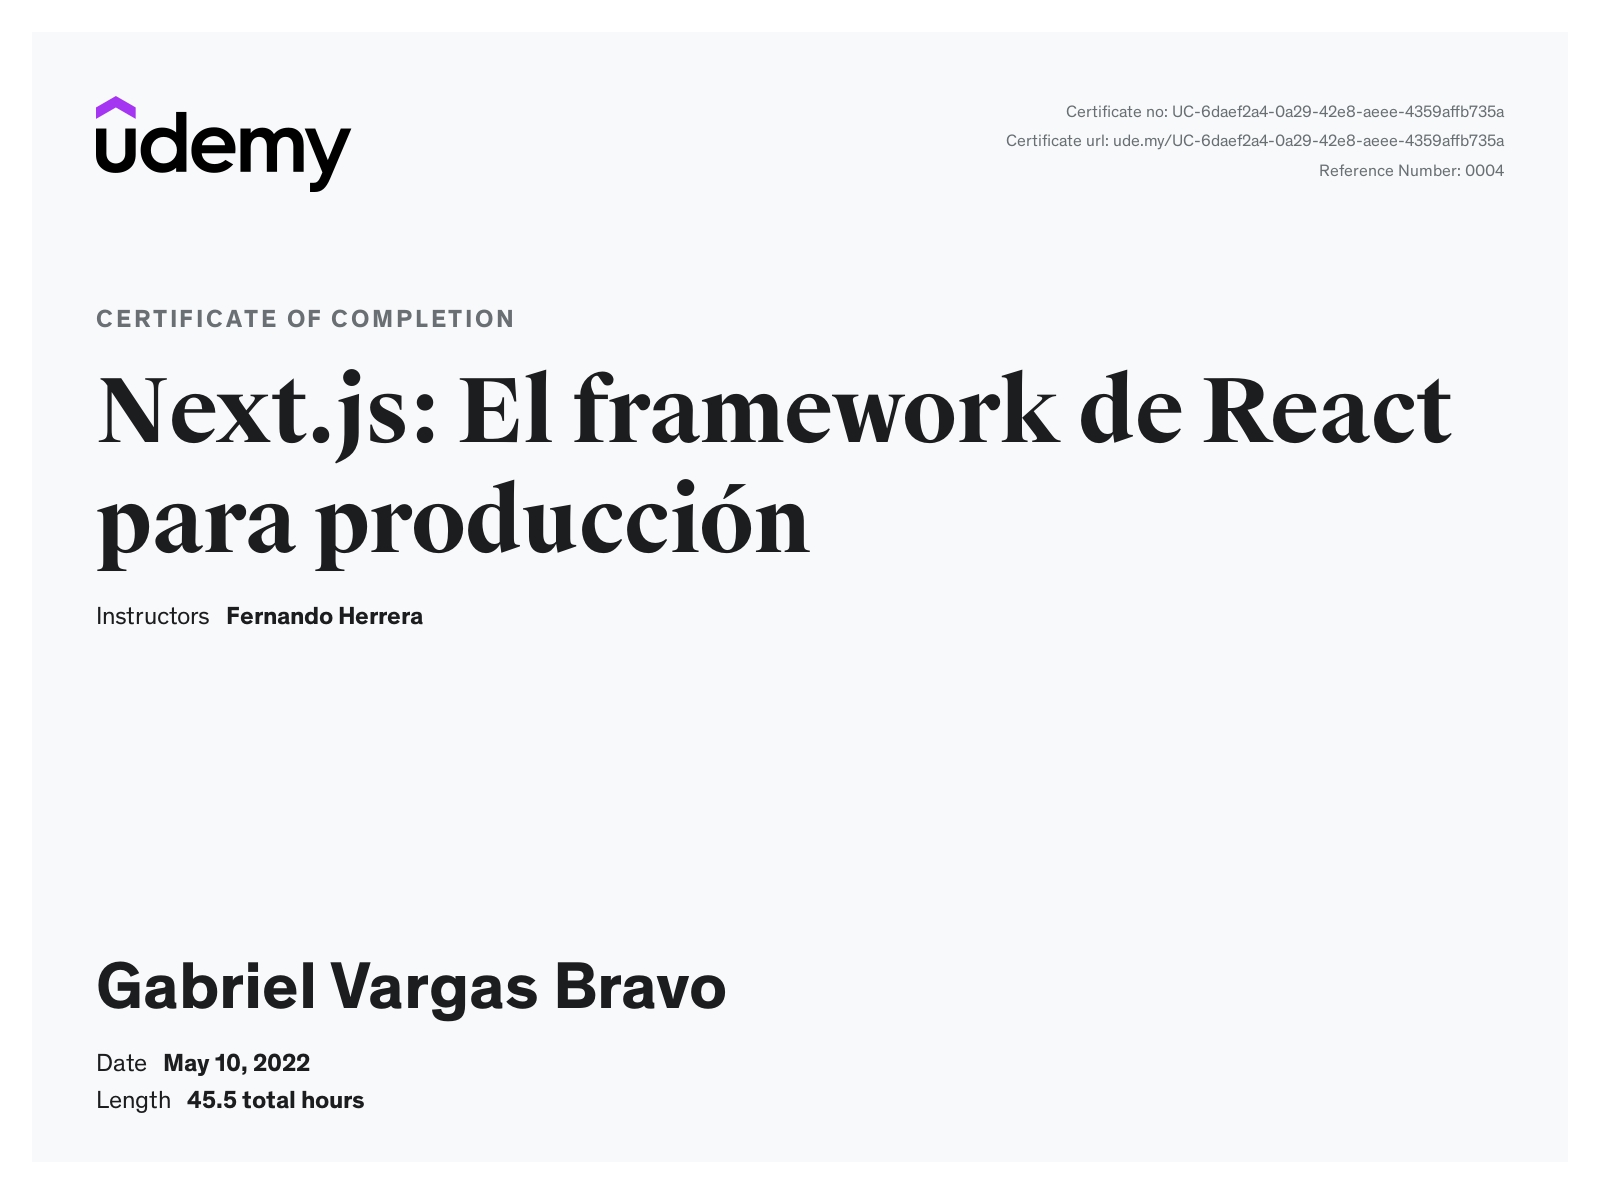 udemy
Certificate no: UC-6daef2a4-0a29-42e8-aeee-4359affb735a
Certificate url: ude.my/UC-6daef2a4-0a29-42e8-aeee-4359affb735a
Reference Number: 0004
CERTIFICATE OF COMPLETION
Next.js: El framework de React
para producción
Instructors Fernando Herrera
Gabriel Vargas Bravo
Date May 10, 2022
Length 45.5 total hours